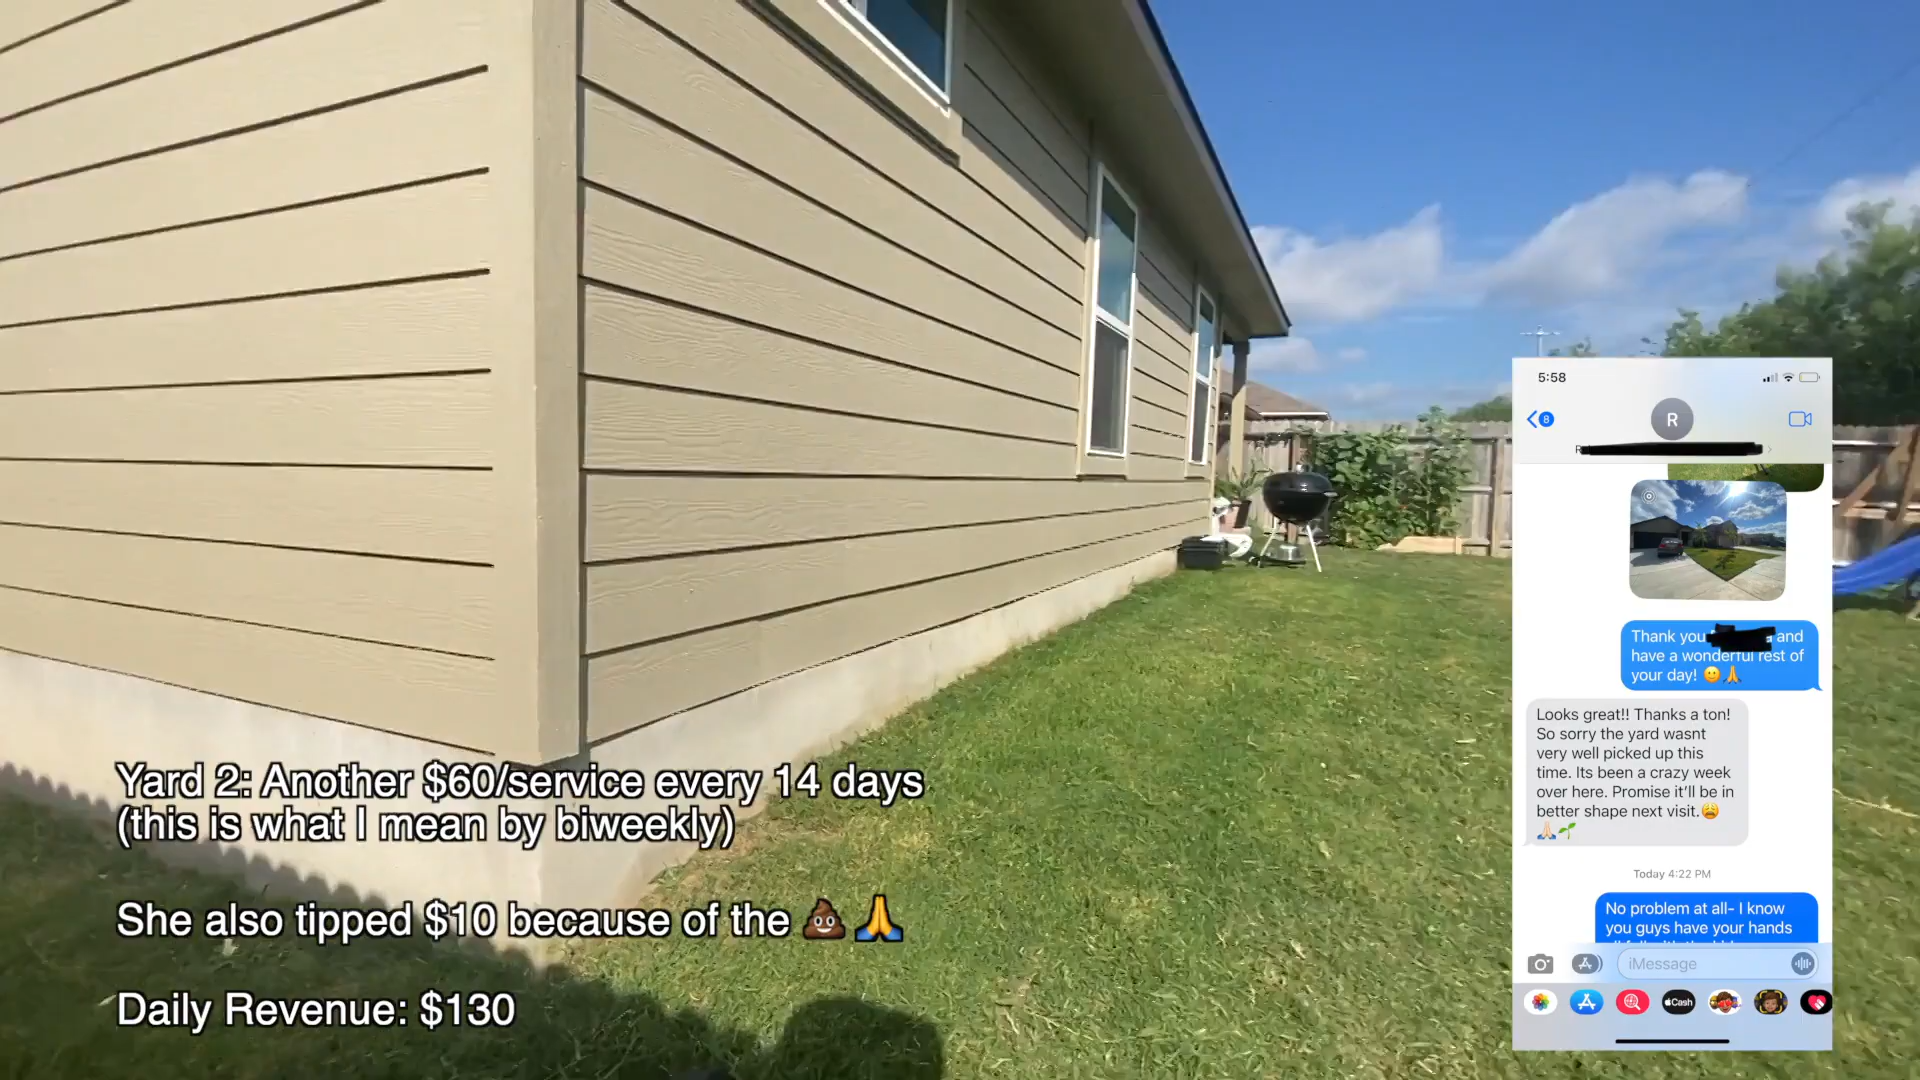 Yard 2: Another $60/service every 14 days
(this is what I mean by biweekly)
She also tipped $10 because of the 💩 🙏
Daily Revenue: $130
5:58
8
R
R
Thank you and
have a wonderful rest of
your day! 🙂🙏
Looks great!! Thanks a ton!
So sorry the yard wasnt
very well picked up this
time. Its been a crazy week
over here. Promise it'll be in
better shape next visit.😩
🙏🏻🌱
Today 4:22 PM
No problem at all- I know
you guys have your hands
iMessage
Cash